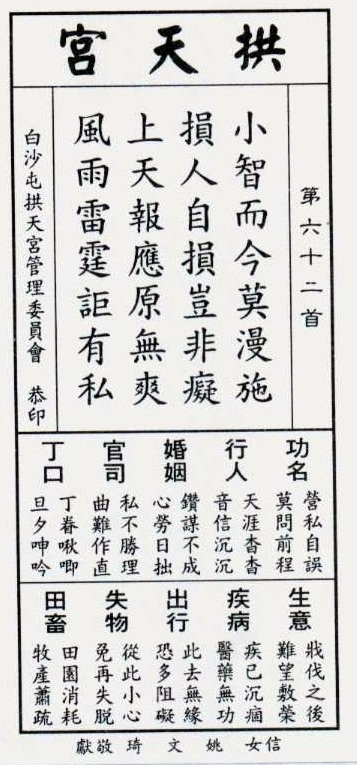 拱天宮
第六十二首
小智而今莫漫施
損人自損豈非癡
上天報應原無爽
風雨雷霆詎有私
白沙屯拱天宮管理委員會 恭印
功名
營私自誤
莫問前程
行人
天涯杳杳
音信沉沉
婚姻
鑽謀不成
心勞日拙
官司
私不勝理
曲難作直
丁口
丁春啾唧
旦夕呻吟
生意
戕伐之後
難望敷榮
疾病
疾已沉痼
醫藥無功
出行
此去無緣
恐多阻礙
失物
從此小心
免再失脫
田畜
田園消耗
牧產蕭疏
信女 姚文琦 敬獻